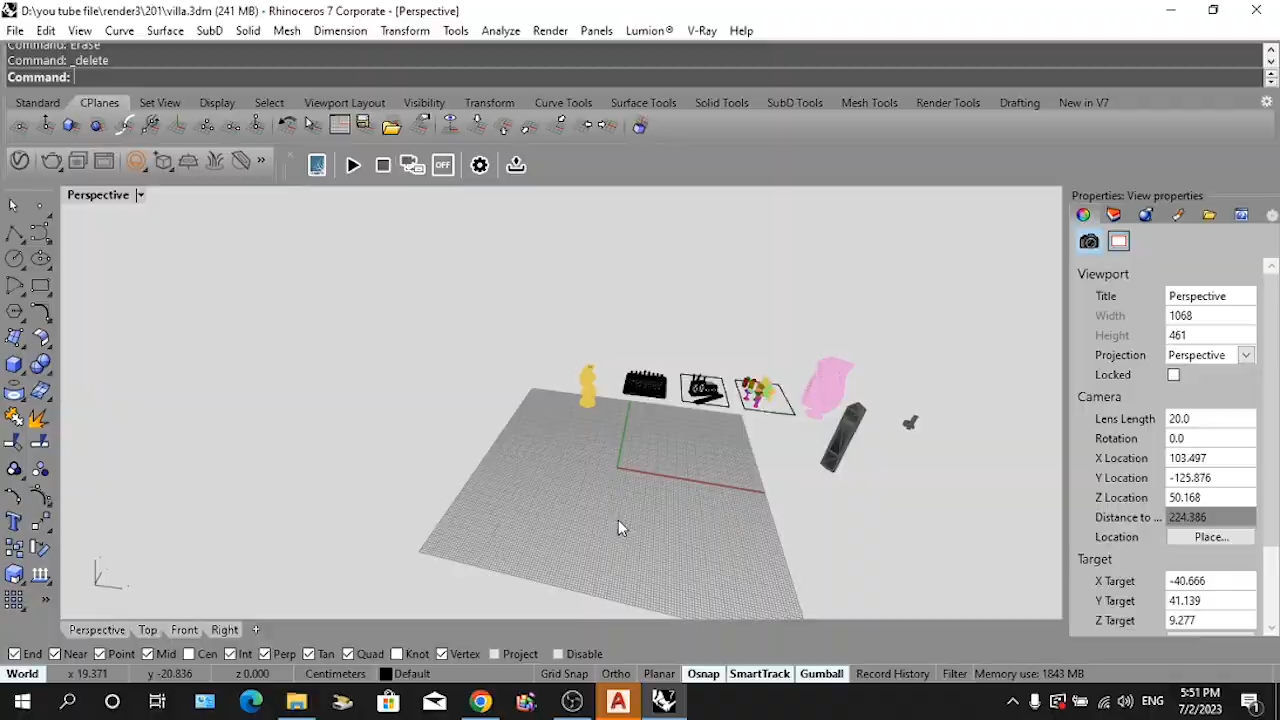 D:\you tube file\render3\201\villa.3dm (241 MB) - Rhinoceros 7 Corporate - [Perspective]
File Edit View Curve Surface SubD Solid Mesh Dimension Transform Tools Analyze Render Panels Lumion® V-Ray Help
Command: Erase
Command: _delete
Command:
Standard CPlanes Set View Display Select Viewport Layout Visibility Transform Curve Tools Surface Tools Solid Tools SubD Tools Mesh Tools Render Tools Drafting New in V7
OFF
Perspective
Properties: View properties
Viewport
Title Perspective
Width 1068
Height 461
Projection Perspective
Locked
Camera
Lens Length 20.0
Rotation 0.0
X Location 103.497
Y Location -125.876
Z Location 50.168
Distance to ... 224.386
Location Place...
Target
X Target -40.666
Y Target 41.139
Z Target 9.277
Perspective Top Front Right
End Near Point Mid Cen Int Perp Tan Quad Knot Vertex Project Disable
World x 19.371 y -20.836 z 0.000 Centimeters Default Grid Snap Ortho Planar Osnap SmartTrack Gumball Record History Filter Memory use: 1843 MB
ENG
5:51 PM
7/2/2023